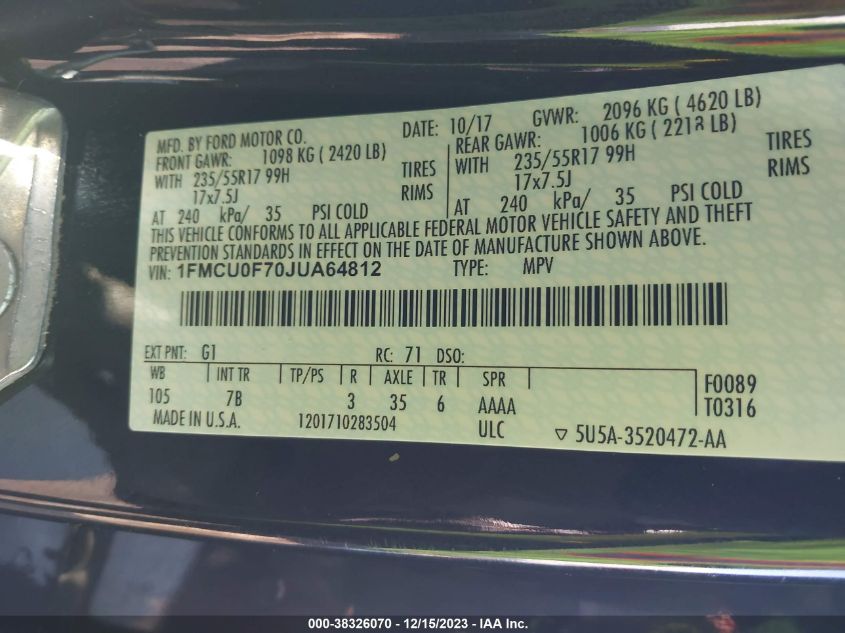 MFD. BY FORD MOTOR CO. DATE: 10/17 GVWR: 2096 KG ( 4620 LB)
FRONT GAWR: 1098 KG ( 2420 LB) REAR GAWR: 1006 KG ( 2218 LB)
WITH 235/55R17 99H TIRES WITH 235/55R17 99H TIRES
17x7.5J RIMS 17x7.5J RIMS
AT 240 kPa/ 35 PSI COLD AT 240 kPa/ 35 PSI COLD
THIS VEHICLE CONFORMS TO ALL APPLICABLE FEDERAL MOTOR VEHICLE SAFETY AND THEFT
PREVENTION STANDARDS IN EFFECT ON THE DATE OF MANUFACTURE SHOWN ABOVE.
VIN: 1FMCU0F70JUA64812 TYPE: MPV
EXT PNT: G1 RC: 71 DSO:
WB INT TR TP/PS R AXLE TR SPR F0089
105 7B 3 35 6 AAAA T0316
MADE IN U.S.A. 1201710283504 ULC ▽ 5U5A-3520472-AA
000-38326070 - 12/15/2023 - IAA Inc.